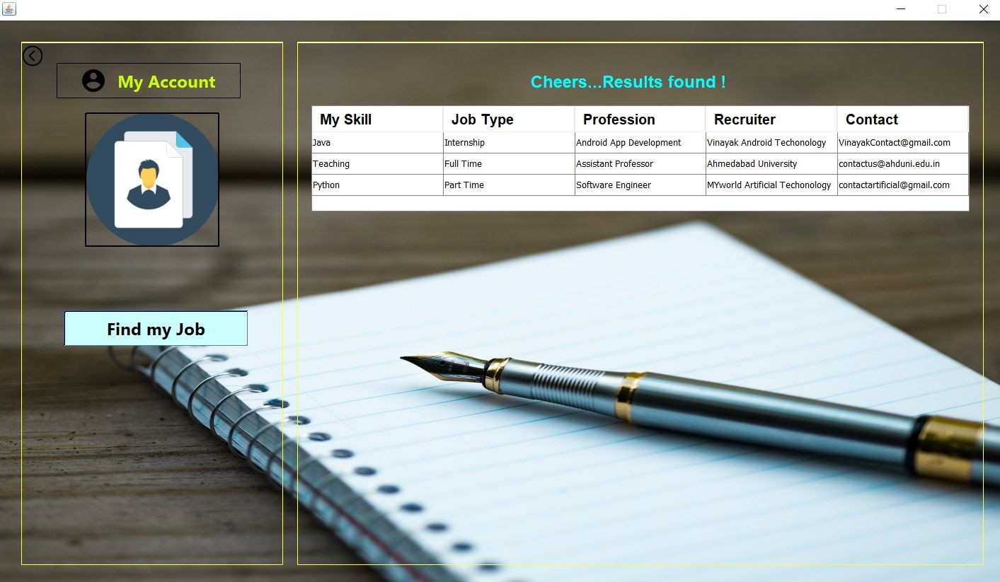 My Account
Find my Job
Cheers...Results found !
My Skill Job Type Profession Recruiter Contact
Java Internship Android App Development Vinayak Android Techonology VinayakContact@gmail.com
Teaching Full Time Assistant Professor Ahmedabad University contactus@ahduni.edu.in
Python Part Time Software Engineer MYworld Artificial Techonology contactartificial@gmail.com